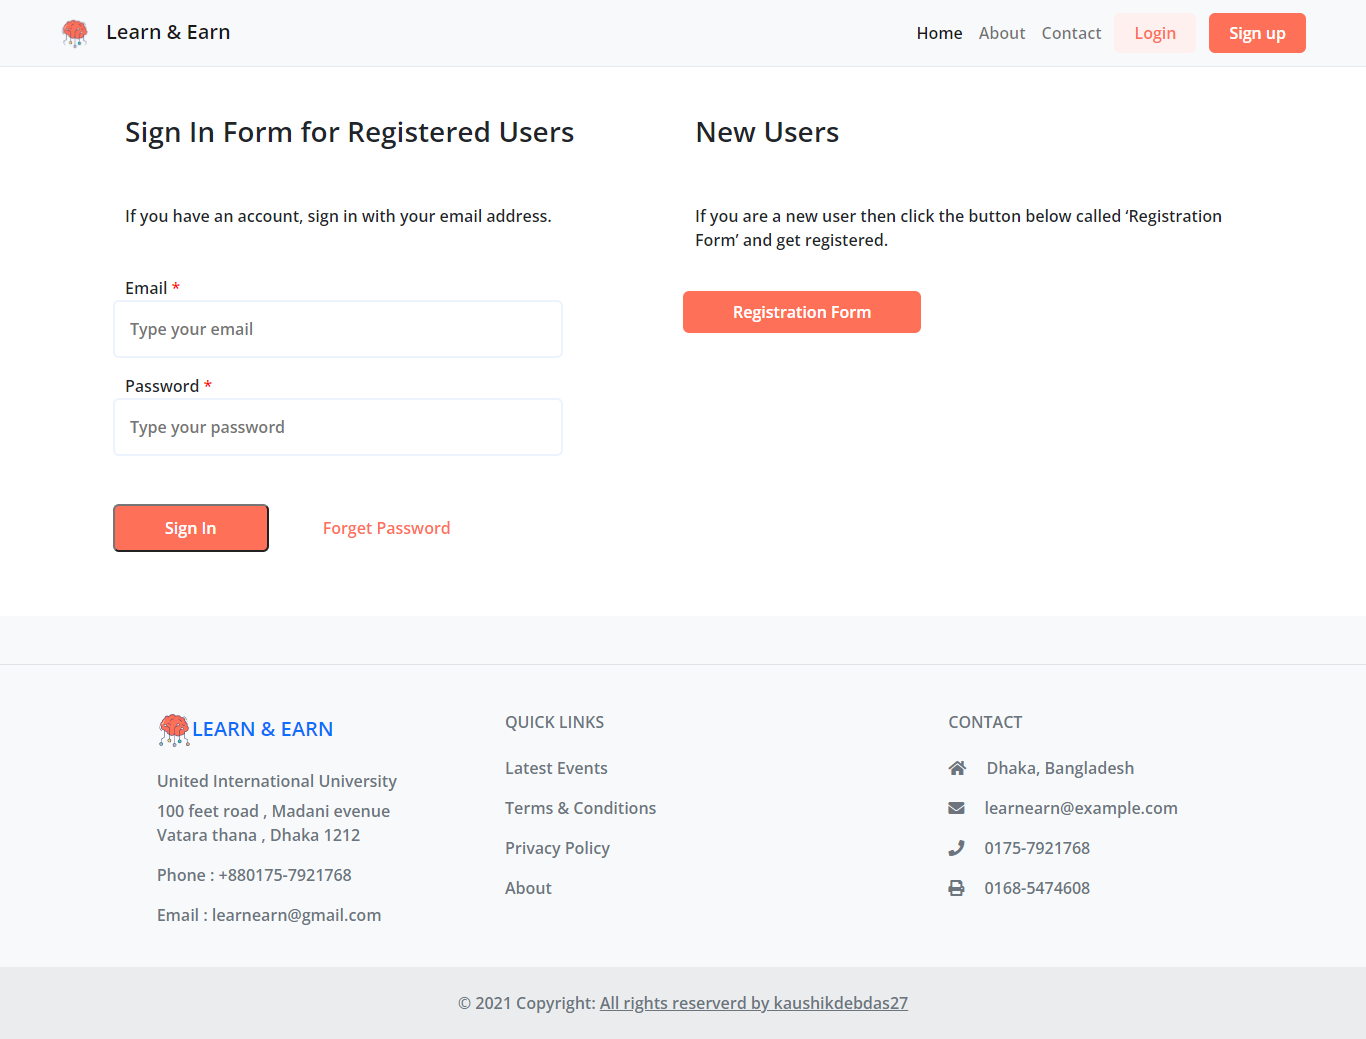 Learn & Earn
Home
About
Contact
Login
Sign up
Sign In Form for Registered Users
If you have an account, sign in with your email address.
Email *
Type your email
Password *
Type your password
Sign In
Forget Password
New Users
If you are a new user then click the button below called ‘Registration
Form’ and get registered.
Registration Form
LEARN & EARN
United International University
100 feet road , Madani evenue
Vatara thana , Dhaka 1212
Phone : +880175-7921768
Email : learnearn@gmail.com
QUICK LINKS
Latest Events
Terms & Conditions
Privacy Policy
About
CONTACT
Dhaka, Bangladesh
learnearn@example.com
0175-7921768
0168-5474608
© 2021 Copyright: All rights reserverd by kaushikdebdas27